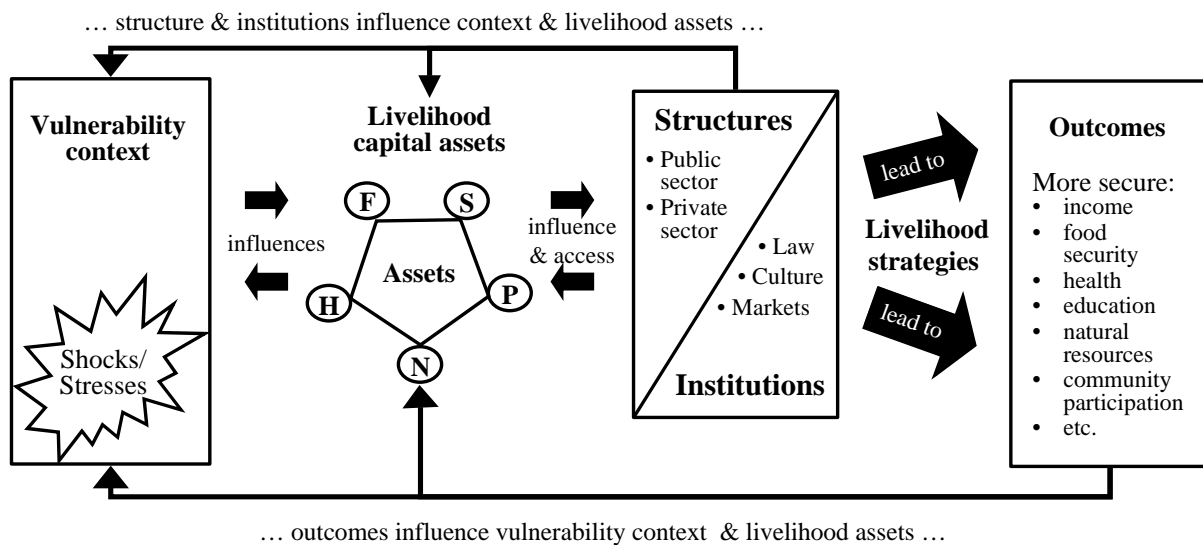 … structure & institutions influence context & livelihood assets …
Vulnerability
context
Shocks/
Stresses
influences
Livelihood
capital assets
F
S
Assets
H
P
N
influence
& access
Structures
• Public
sector
• Private
sector
• Law
• Culture
• Markets
Institutions
lead to
Livelihood
strategies
lead to
Outcomes
More secure:
• income
• food
security
• health
• education
• natural
resources
• community
participation
• etc.
… outcomes influence vulnerability context & livelihood assets …